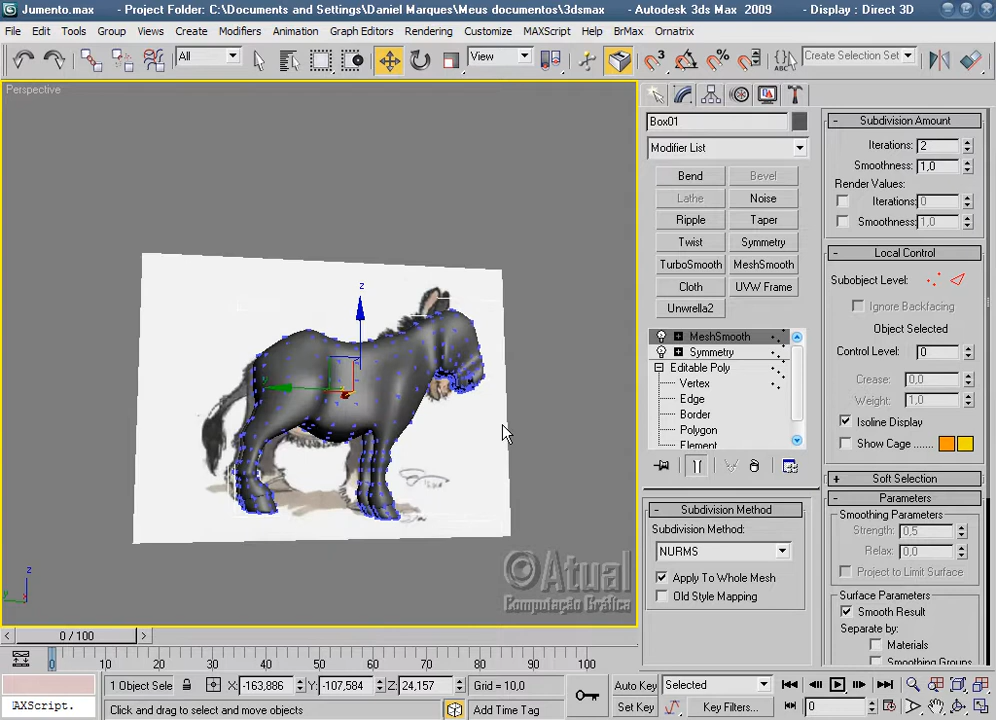 Jumento.max - Project Folder: C:\Documents and Settings\Daniel Marques\Meus documentos\3dsmax - Autodesk 3ds Max 2009 - Display : Direct 3D
File Edit Tools Group Views Create Modifiers Animation Graph Editors Rendering Customize MAXScript Help BrMax Ornatrix
All View Create Selection Set
Perspective
Box01
Modifier List
Bend Bevel
Lathe Noise
Ripple Taper
Twist Symmetry
TurboSmooth MeshSmooth
Cloth UVW Frame
Unwrella2
MeshSmooth
Symmetry
Editable Poly
Vertex
Edge
Border
Polygon
Element
- Subdivision Method
Subdivision Method:
NURMS
Apply To Whole Mesh
Old Style Mapping
- Subdivision Amount
Iterations: 2
Smoothness: 1,0
Render Values:
Iterations: 0
Smoothness: 1,0
- Local Control
Subobject Level:
Ignore Backfacing
Object Selected
Control Level: 0
Crease: 0,0
Weight: 1,0
Isoline Display
Show Cage ......
+ Soft Selection
- Parameters
Smoothing Parameters
Strength: 0,5
Relax: 0,0
Project to Limit Surface
Surface Parameters
Smooth Result
Separate by:
Materials
Smoothing Groups
z
z
y
©Atual
Computação Gráfica
< 0 / 100 >
0 10 20 30 40 50 60 70 80 90 100
1 Object Sele X: -163,886 Y: -107,584 Z: 24,157 Grid = 10,0 Auto Key Selected
AXScript. Click and drag to select and move objects Add Time Tag Set Key Key Filters... 0